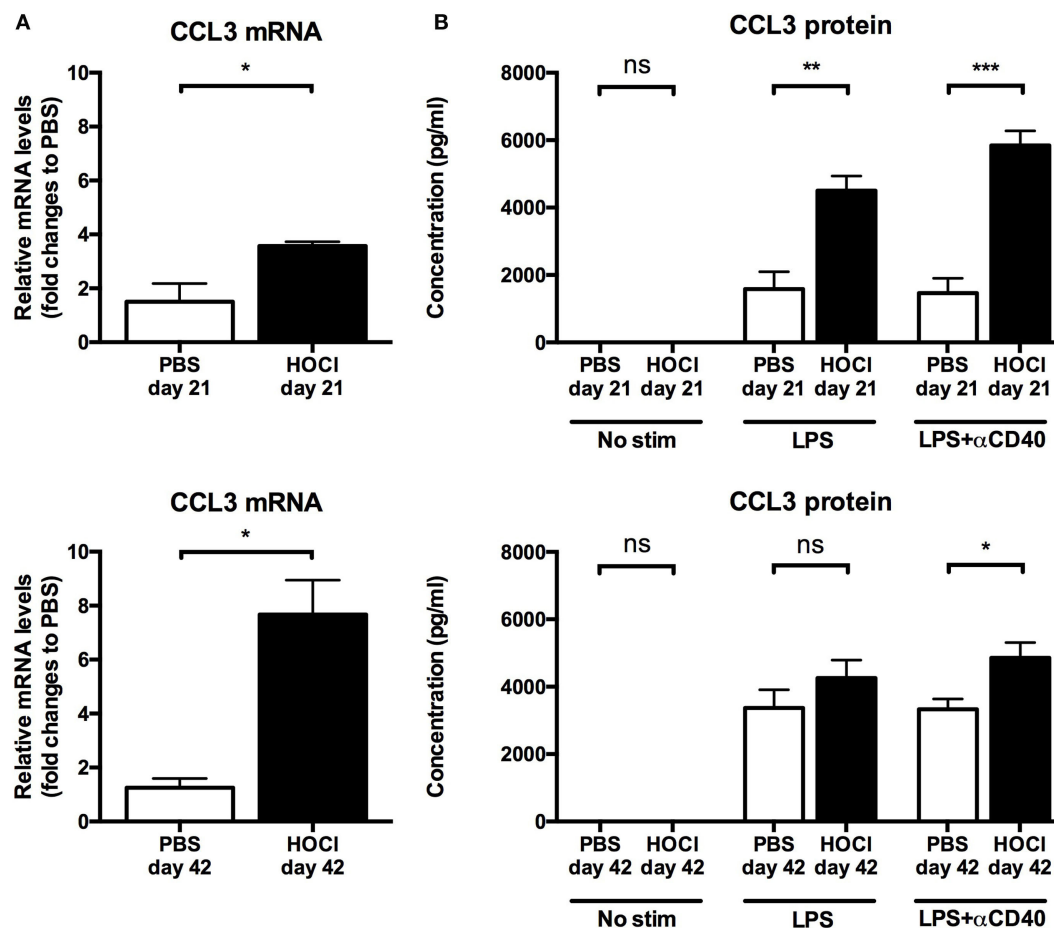 A
CCL3 mRNA
*
Relative mRNA levels
(fold changes to PBS)
10
8
6
4
2
0
PBS
day 21
HOCl
day 21
B
CCL3 protein
ns
**
***
Concentration (pg/ml)
8000
6000
4000
2000
0
PBS HOCl PBS HOCl PBS HOCl
day 21 day 21 day 21 day 21 day 21 day 21
No stim LPS LPS+αCD40
CCL3 mRNA
*
Relative mRNA levels
(fold changes to PBS)
10
8
6
4
2
0
PBS
day 42
HOCl
day 42
CCL3 protein
ns
ns
*
Concentration (pg/ml)
8000
6000
4000
2000
0
PBS HOCl PBS HOCl PBS HOCl
day 42 day 42 day 42 day 42 day 42 day 42
No stim LPS LPS+αCD40